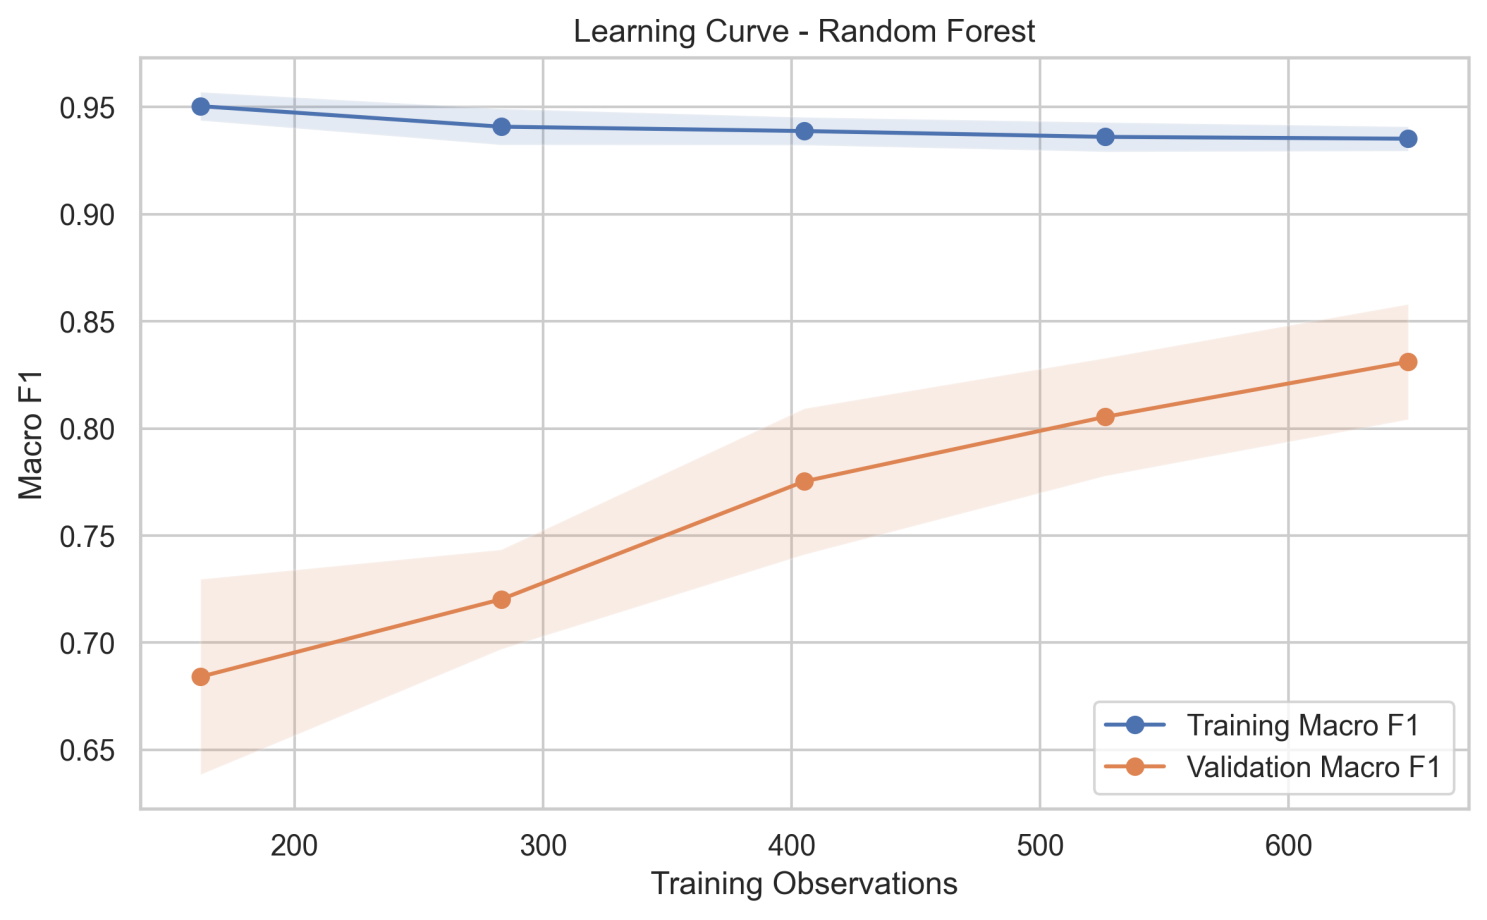 Learning Curve - Random Forest
0.95
0.90
0.85
0.80
0.75
0.70
0.65
Macro F1
200 300 400 500 600
Training Observations
Training Macro F1
Validation Macro F1